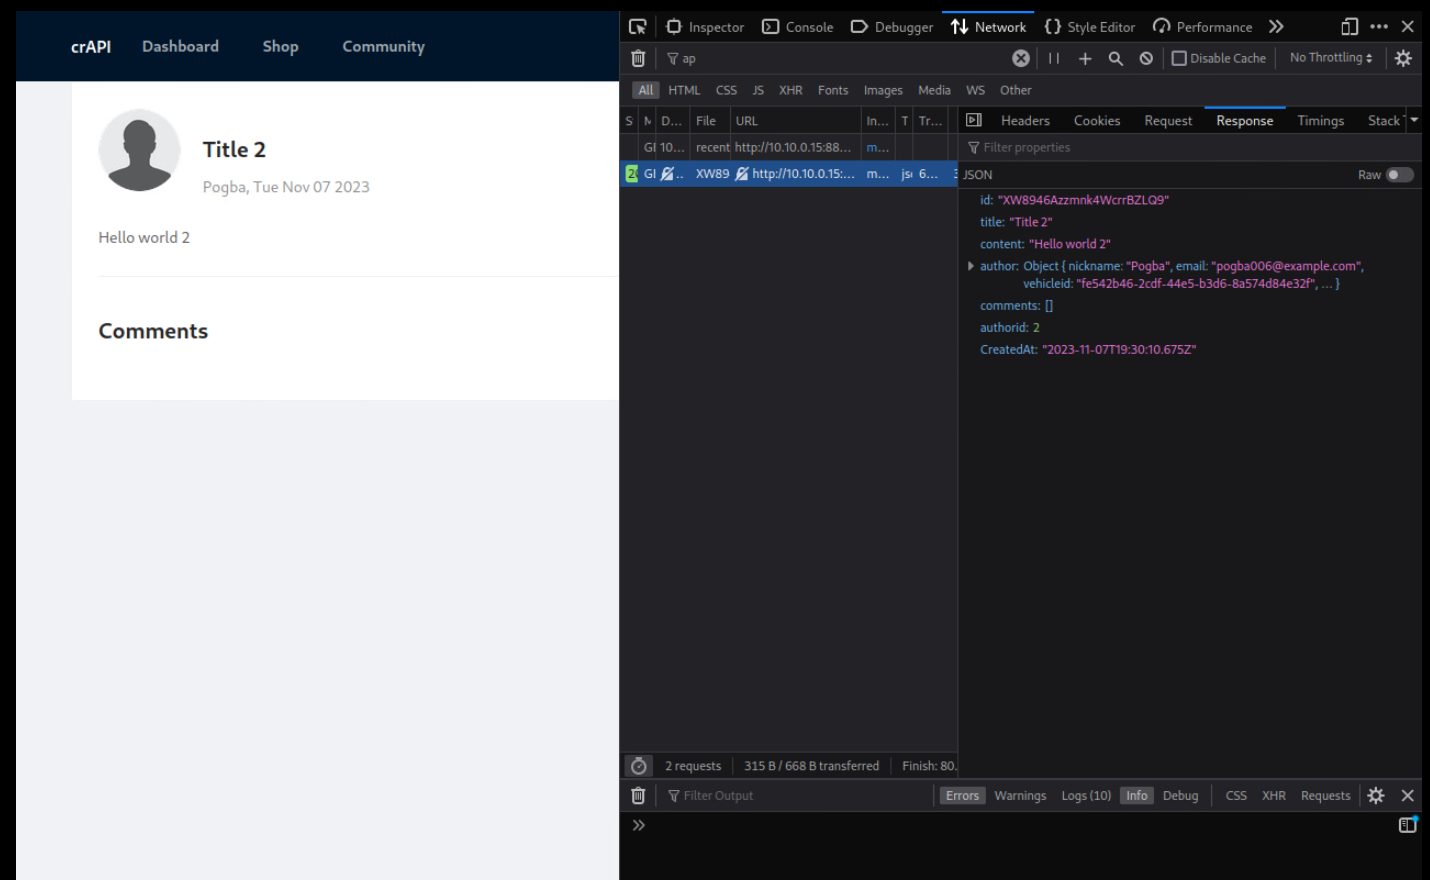 crAPI Dashboard Shop Community
Title 2
Pogba, Tue Nov 07 2023
Hello world 2
Comments
Inspector Console Debugger Network Style Editor Performance
ap Disable Cache No Throttling
All HTML CSS JS XHR Fonts Images Media WS Other
S D... File URL In... T Tr...
10... recent http://10.10.0.15:88... m...
XW89 http://10.10.0.15:... m... 6...
Headers Cookies Request Response Timings Stack
Filter properties
JSON Raw
id: "XW8946Azzmnk4WcrrBZLQ9"
title: "Title 2"
content: "Hello world 2"
author: Object { nickname: "Pogba", email: "pogba006@example.com",
vehicleid: "fe542b46-2cdf-44e5-b3d6-8a574d84e32f", ... }
comments: []
authorid: 2
CreatedAt: "2023-11-07T19:30:10.675Z"
2 requests 315 B / 668 B transferred Finish: 80.
Filter Output Errors Warnings Logs (10) Info Debug CSS XHR Requests